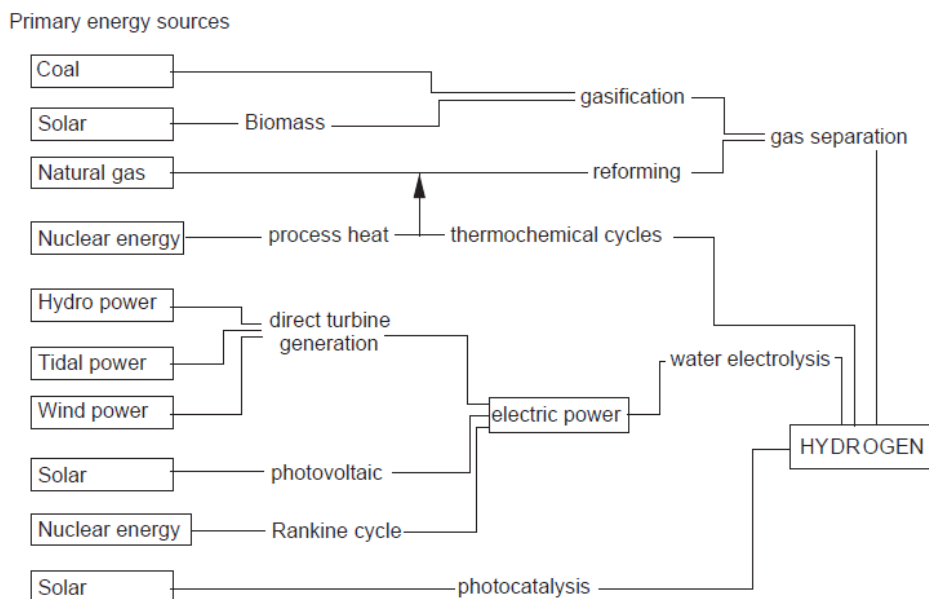 Primary energy sources
Coal
gasification
Solar
Biomass
gas separation
Natural gas
reforming
Nuclear energy
process heat
thermochemical cycles
Hydro power
direct turbine
generation
Tidal power
water electrolysis
Wind power
electric power
HYDROGEN
Solar
photovoltaic
Nuclear energy
Rankine cycle
Solar
photocatalysis